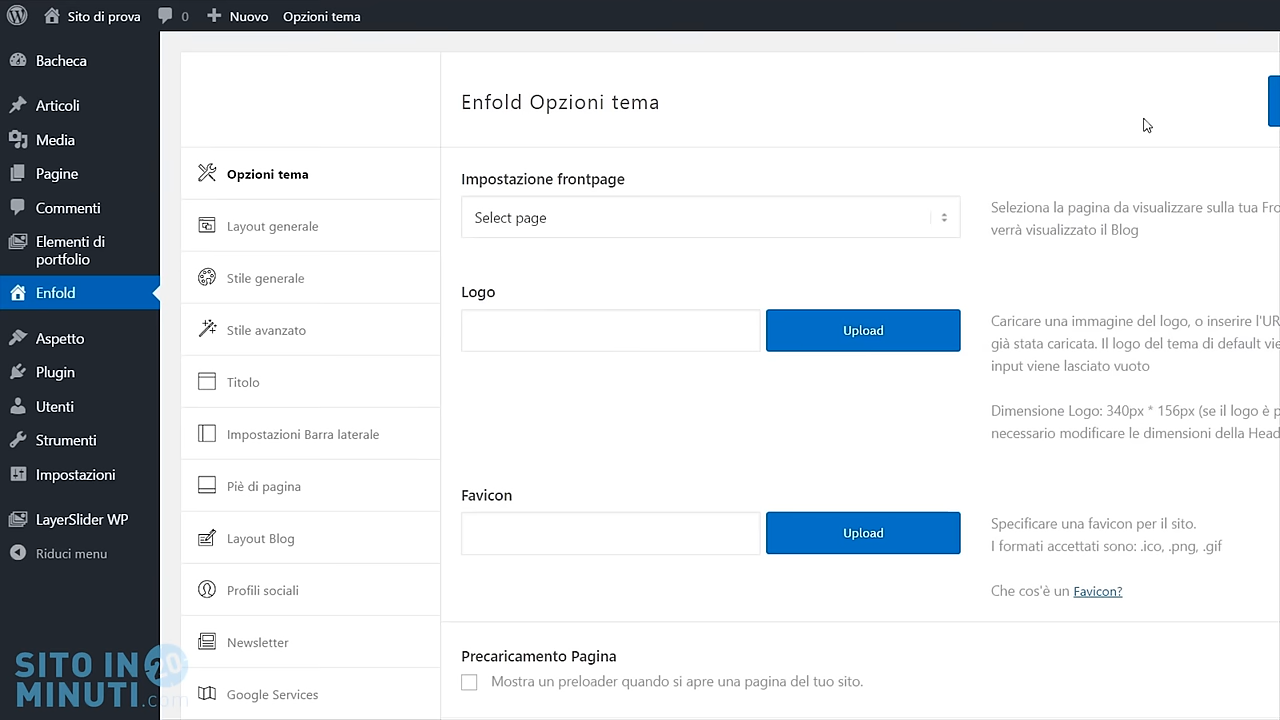 Sito di prova
0
Nuovo
Opzioni tema
Bacheca
Articoli
Media
Pagine
Commenti
Elementi di
portfolio
Enfold
Aspetto
Plugin
Utenti
Strumenti
Impostazioni
LayerSlider WP
Riduci menu
Opzioni tema
Layout generale
Stile generale
Stile avanzato
Titolo
Impostazioni Barra laterale
Piè di pagina
Layout Blog
Profili sociali
Newsletter
Google Services
Enfold Opzioni tema
Impostazione frontpage
Select page
Seleziona la pagina da visualizzare sulla tua Fro
verrà visualizzato il Blog
Logo
Upload
Caricare una immagine del logo, o inserire l'UR
già stata caricata. Il logo del tema di default vie
input viene lasciato vuoto
Dimensione Logo: 340px * 156px (se il logo è p
necessario modificare le dimensioni della Head
Favicon
Upload
Specificare una favicon per il sito.
I formati accettati sono: .ico, .png, .gif
Che cos'è un Favicon?
Precaricamento Pagina
Mostra un preloader quando si apre una pagina del tuo sito.
SITO IN 20
MINUTI.com